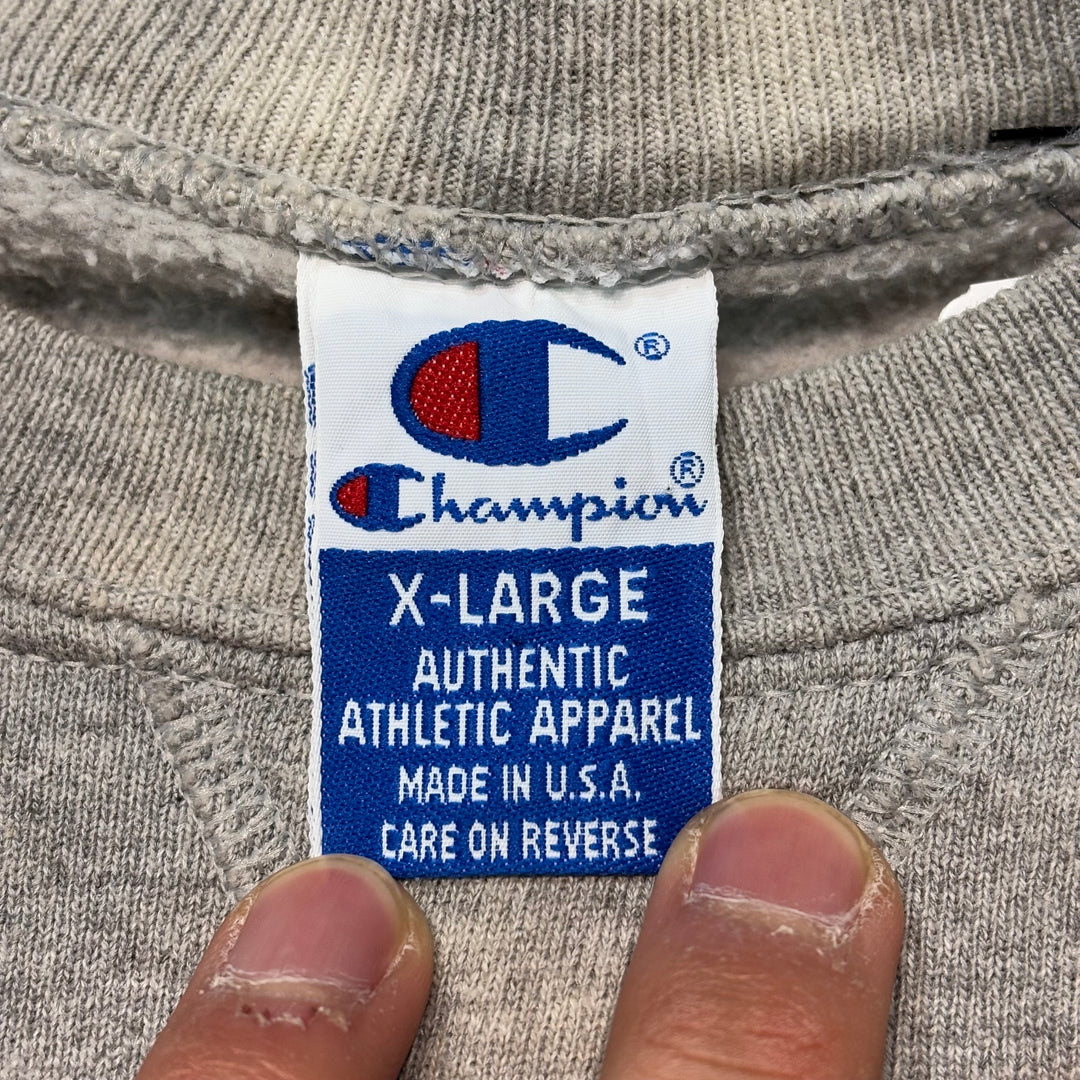 ®
Champion®
X-LARGE
AUTHENTIC
ATHLETIC APPAREL
MADE IN U.S.A.
CARE ON REVERSE